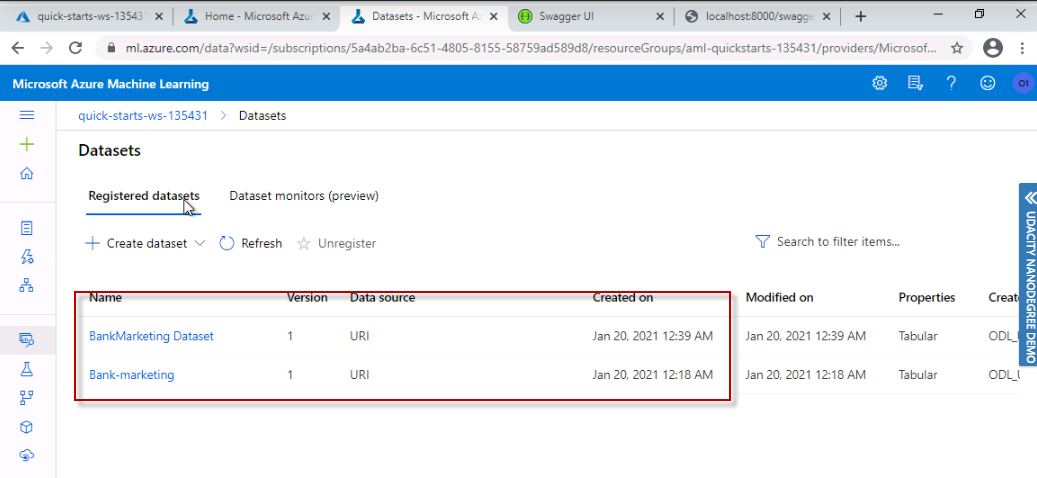 quick-starts-ws-135431
Home - Microsoft Azur
Datasets - Microsoft A
Swagger UI
localhost:8000/swagge
ml.azure.com/data?wsid=/subscriptions/5a4ab2ba-6c51-4805-8155-58759ad589d8/resourceGroups/aml-quickstarts-135431/providers/Microsof...
Microsoft Azure Machine Learning
O1
quick-starts-ws-135431 > Datasets
Datasets
Registered datasets Dataset monitors (preview)
Create dataset Refresh Unregister Search to filter items...
Name Version Data source Created on Modified on Properties Create
BankMarketing Dataset 1 URI Jan 20, 2021 12:39 AM Jan 20, 2021 12:39 AM Tabular ODL_U
Bank-marketing 1 URI Jan 20, 2021 12:18 AM Jan 20, 2021 12:18 AM Tabular ODL_U
UDACITY NANODEGREE DEMO